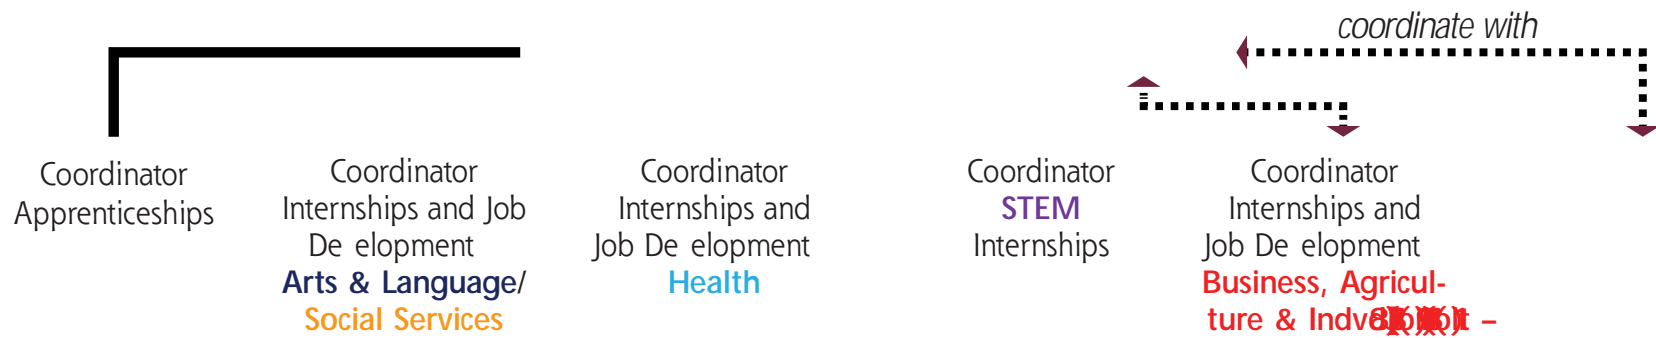 coordinate with
Coordinator
Apprenticeships
Coordinator
Internships and Job
De elopment
Arts & Language/
Social Services
Coordinator
Internships and
Job De elopment
Health
Coordinator
STEM
Internships
Coordinator
Internships and
Job De elopment
Business, Agricul-
ture &